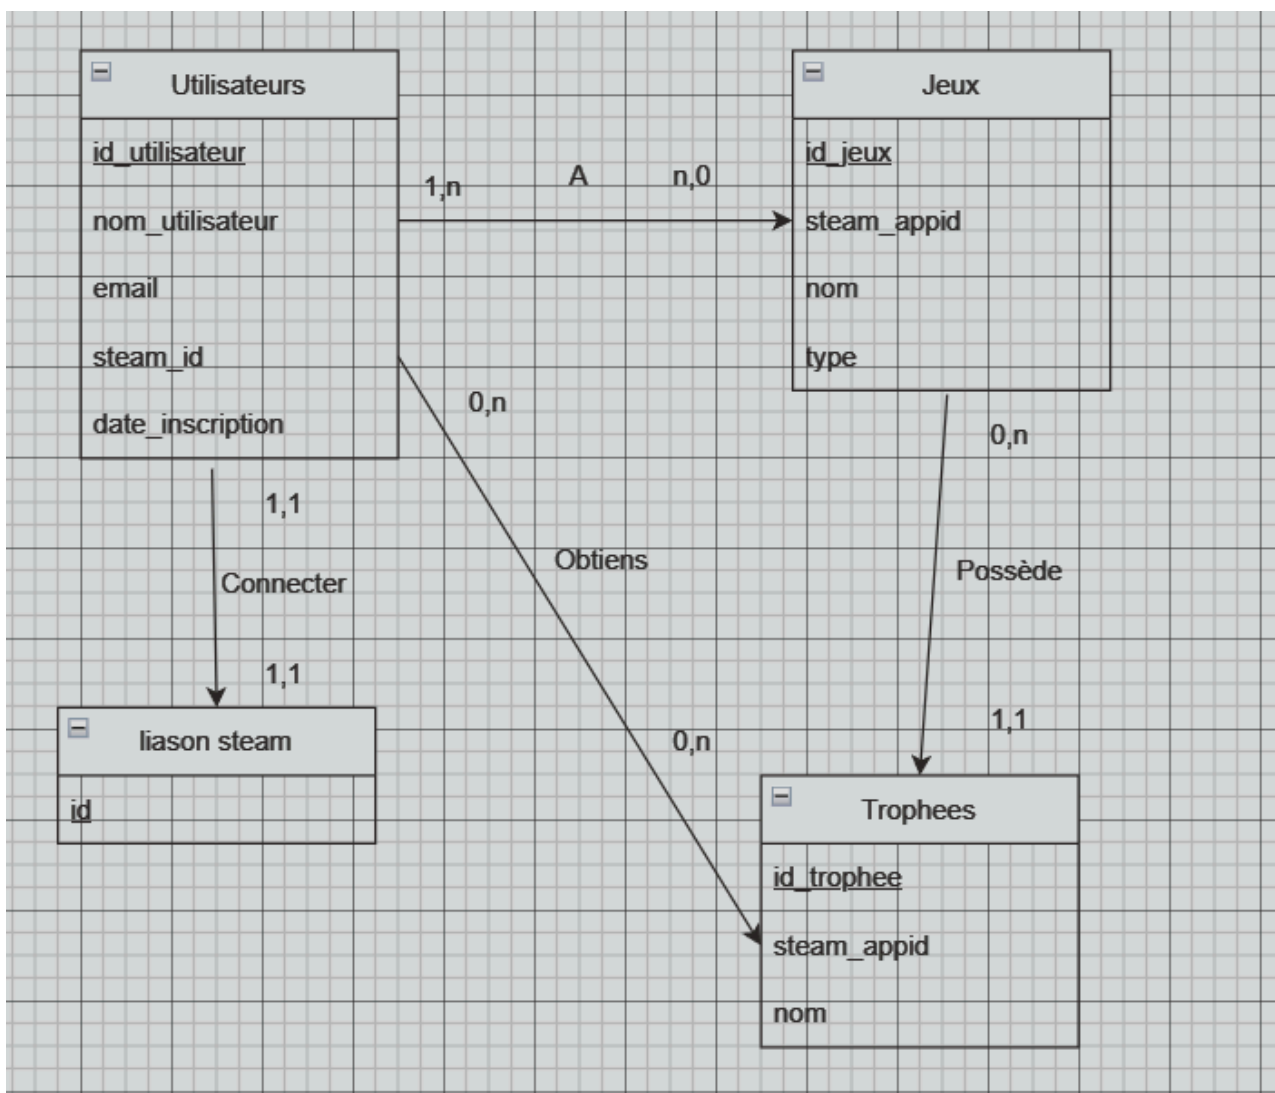 Utilisateurs
id_utilisateur
nom_utilisateur
email
steam_id
date_inscription
1,n
A
n,0
Jeux
id_jeux
steam_appid
nom
type
0,n
Obtiens
0,n
0,n
Possède
1,1
1,1
Connecter
1,1
liason steam
id
Trophees
id_trophee
steam_appid
nom